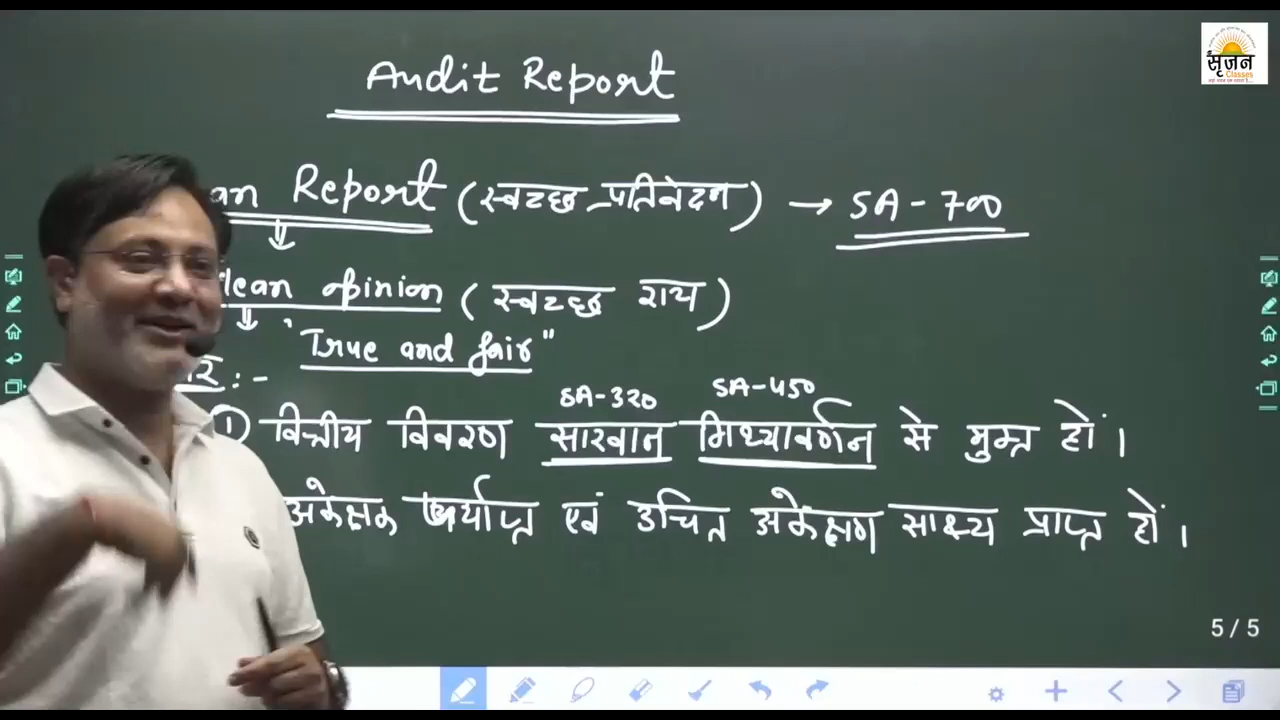 सृजन
Classes
Audit Report
Report (स्वच्छ प्रतिवेदन) → SA-700
opinion (स्वच्छ राय)
"True and fair"
① वित्तीय विवरण सारवान मिथ्यावर्णन से मुक्त हों।
SA-320 SA-450
अंकेक्षक पर्याप्त एवं उचित अंकेक्षण साक्ष्य प्राप्त हों।
5/5